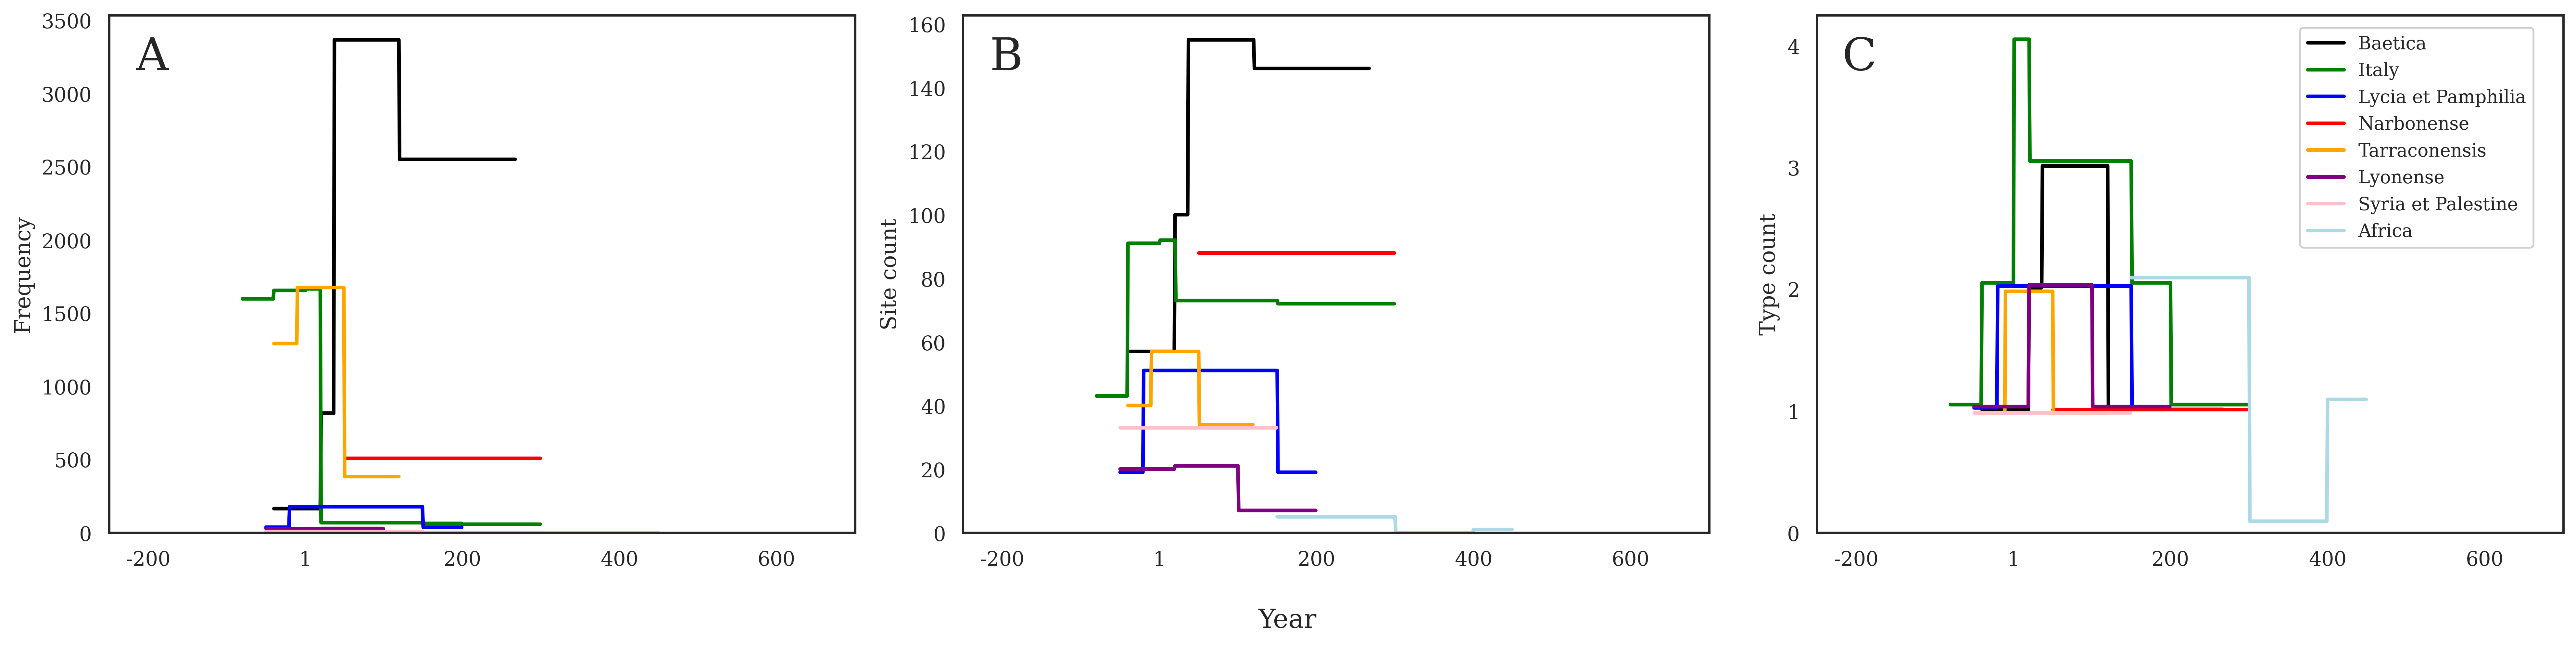 A
Frequency
3500
3000
2500
2000
1500
1000
500
0
-200 1 200 400 600
B
Site count
160
140
120
100
80
60
40
20
0
-200 1 200 400 600
Year
C
Type count
4
3
2
1
0
-200 1 200 400 600
Baetica
Italy
Lycia et Pamphilia
Narbonense
Tarraconensis
Lyonense
Syria et Palestine
Africa